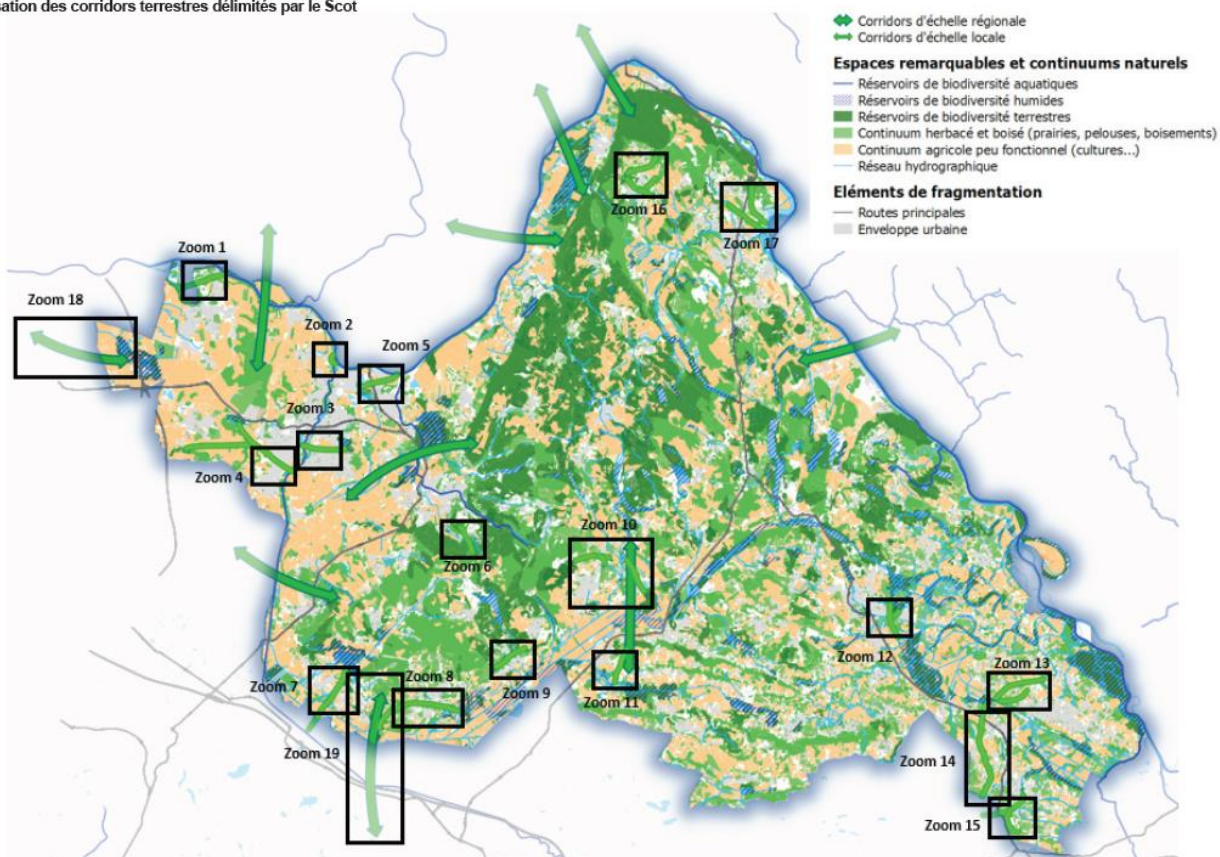 sation des corridors terrestres délimités par le Scot
Corridors d'échelle régionale
Corridors d'échelle locale
Espaces remarquables et continuums naturels
Réservoirs de biodiversité aquatiques
Réservoirs de biodiversité humides
Réservoirs de biodiversité terrestres
Continuum herbacé et boisé (prairies, pelouses, boisements)
Continuum agricole peu fonctionnel (cultures...)
Réseau hydrographique
Eléments de fragmentation
Routes principales
Enveloppe urbaine
Zoom 16
Zoom 17
Zoom 1
Zoom 18
Zoom 2
Zoom 5
Zoom 3
Zoom 4
Zoom 10
Zoom 6
Zoom 12
Zoom 13
Zoom 7
Zoom 8
Zoom 9
Zoom 11
Zoom 19
Zoom 14
Zoom 15